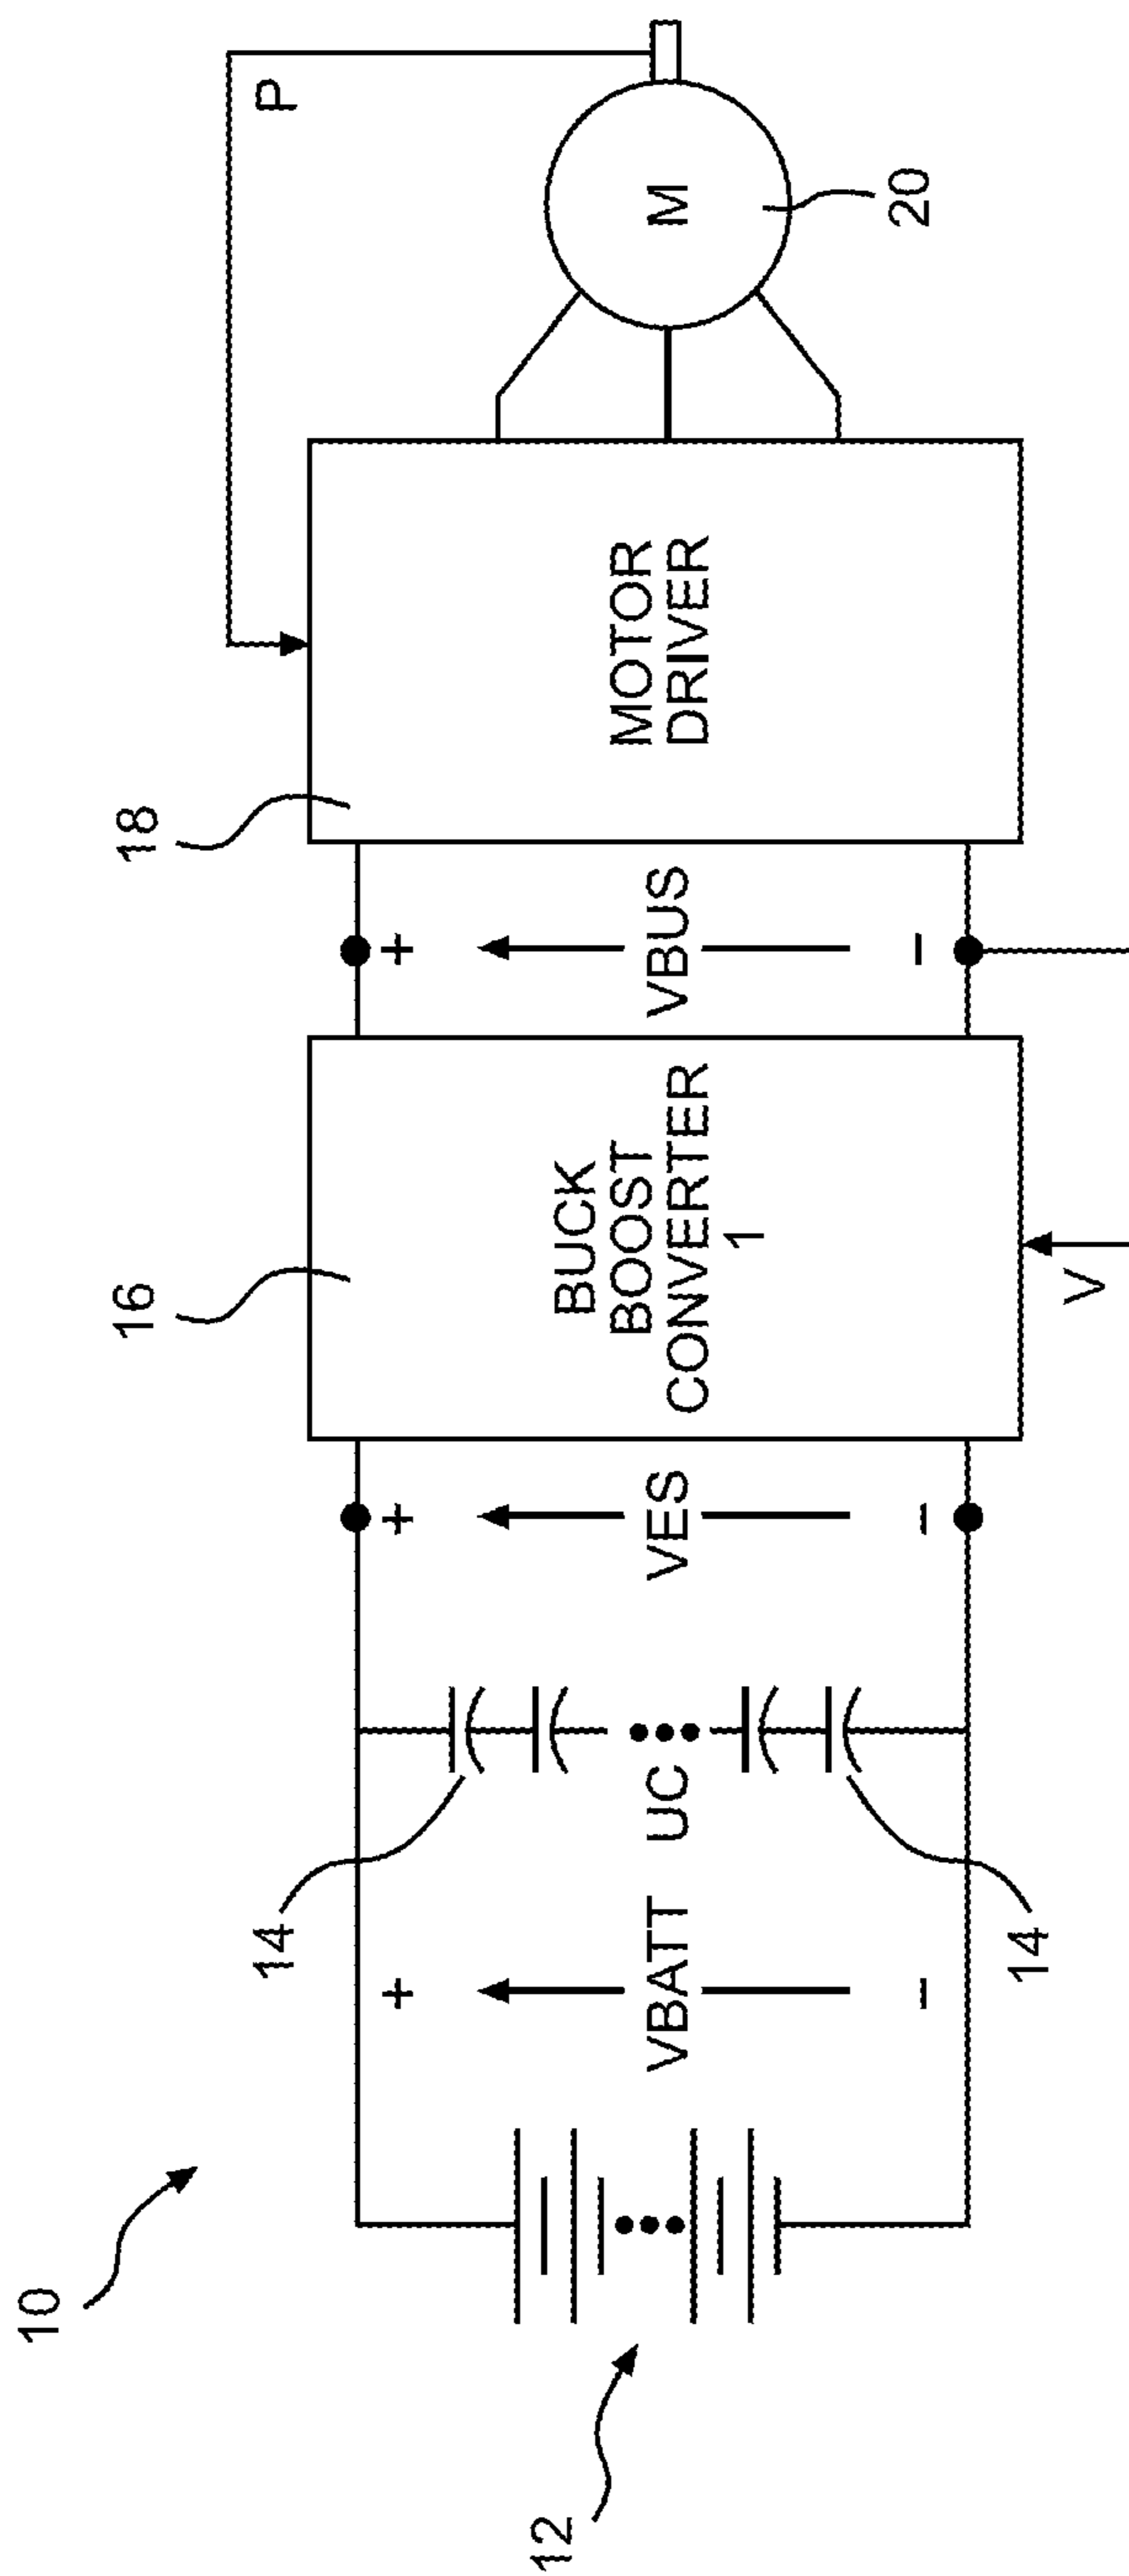 10
12
+
VBATT
−
14
UC
14
+
VES
−
16
BUCK
BOOST
CONVERTER
1
V
+
VBUS
−
18
MOTOR
DRIVER
P
M
20